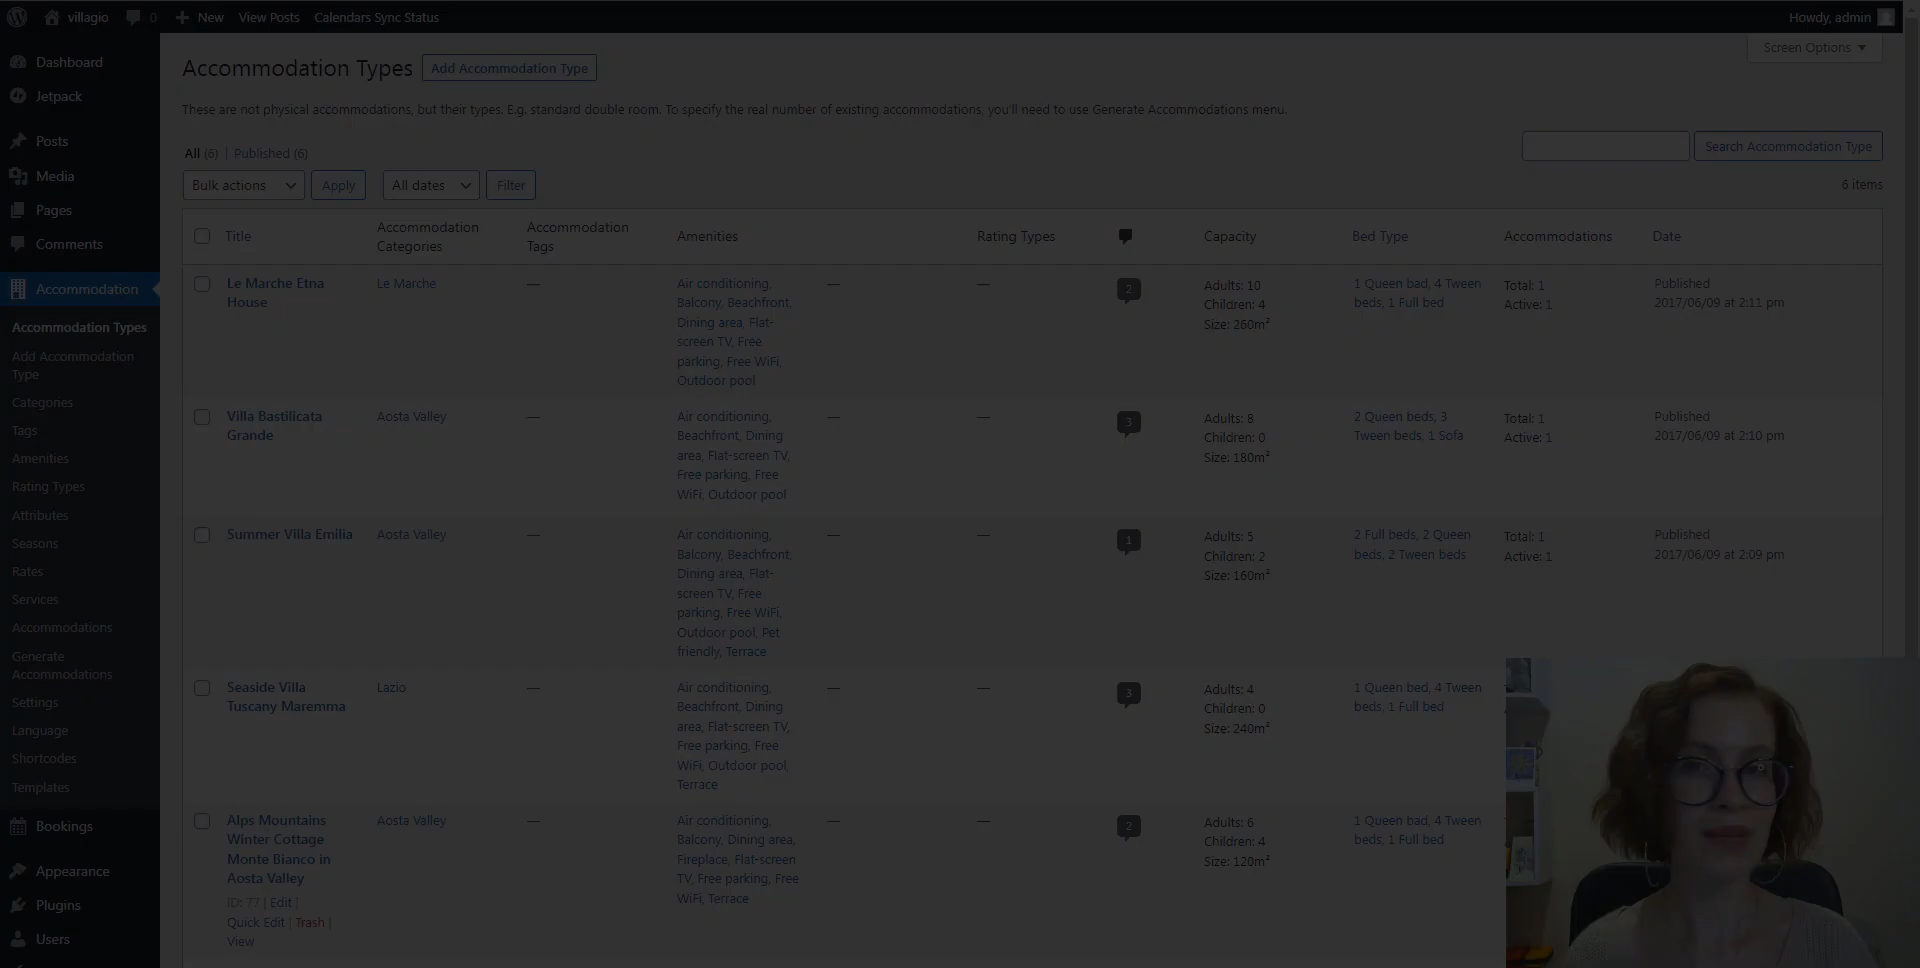 villagio 0 New View Posts Calendars Sync Status Howdy, admin
Screen Options
Dashboard
Jetpack
Posts
Media
Pages
Comments
Accommodation
Accommodation Types
Add Accommodation
Type
Categories
Tags
Amenities
Rating Types
Attributes
Seasons
Rates
Services
Accommodations
Generate
Accommodations
Settings
Language
Shortcodes
Templates
Bookings
Appearance
Plugins
Users
Accommodation Types Add Accommodation Type
These are not physical accommodations, but their types. E.g. standard double room. To specify the real number of existing accommodations, you'll need to use Generate Accommodations menu.
All (6) | Published (6)
Search Accommodation Type
Bulk actions Apply All dates Filter
6 items
Title
Accommodation
Categories
Accommodation
Tags
Amenities
Rating Types
Capacity
Bed Type
Accommodations
Date
Le Marche Etna
House
Le Marche
—
Air conditioning,
Balcony, Beachfront,
Dining area, Flat-
screen TV, Free
parking, Free WiFi,
Outdoor pool
—
—
2
Adults: 10
Children: 4
Size: 260m²
1 Queen bed, 4 Tween
beds, 1 Full bed
Total: 1
Active: 1
Published
2017/06/09 at 2:11 pm
Villa Bastilicata
Grande
Aosta Valley
—
Air conditioning,
Beachfront, Dining
area, Flat-screen TV,
Free parking, Free
WiFi, Outdoor pool
—
—
3
Adults: 8
Children: 0
Size: 180m²
2 Queen beds, 3
Tween beds, 1 Sofa
Total: 1
Active: 1
Published
2017/06/09 at 2:10 pm
Summer Villa Emilia
Aosta Valley
—
Air conditioning,
Balcony, Beachfront,
Dining area, Flat-
screen TV, Free
parking, Free WiFi,
Outdoor pool, Pet
friendly, Terrace
—
—
1
Adults: 5
Children: 2
Size: 160m²
2 Full beds, 2 Queen
beds, 2 Tween beds
Total: 1
Active: 1
Published
2017/06/09 at 2:09 pm
Seaside Villa
Tuscany Maremma
Lazio
—
Air conditioning,
Beachfront, Dining
area, Flat-screen TV,
Free parking, Free
WiFi, Outdoor pool,
Terrace
—
—
3
Adults: 4
Children: 0
Size: 240m²
1 Queen bed, 4 Tween
beds, 1 Full bed
Alps Mountains
Winter Cottage
Monte Bianco in
Aosta Valley
ID: 77 | Edit |
Quick Edit | Trash |
View
Aosta Valley
—
Air conditioning,
Balcony, Dining area,
Fireplace, Flat-screen
TV, Free parking, Free
WiFi, Terrace
—
—
2
Adults: 6
Children: 4
Size: 120m²
1 Queen bad, 4 Tween
beds, 1 Full bed